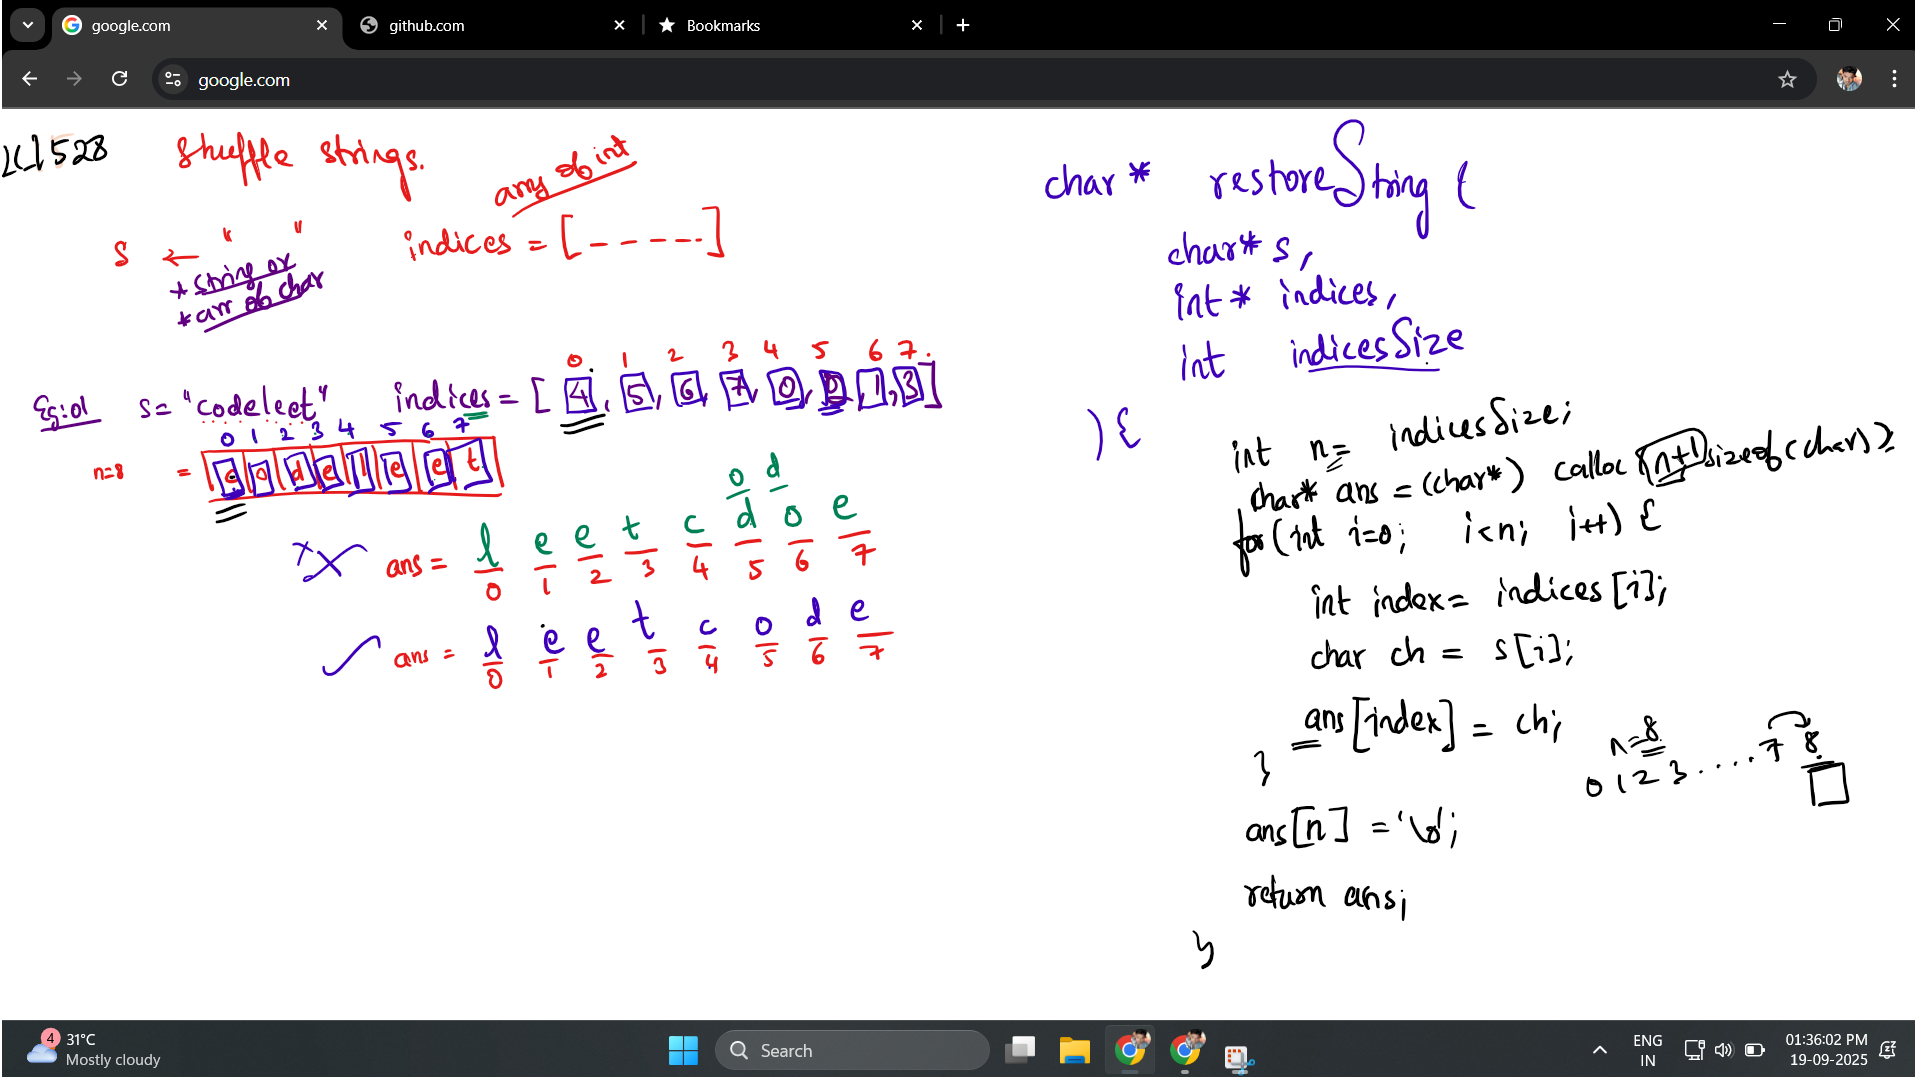 google.com
github.com
Bookmarks
google.com
LC1528 Shuffle strings.
array of int
s ← " " indices = [ - - - - - ]
* string or
* arr of char
0 1 2 3 4 5 6 7
Eg:01 s = "codelect" indices = [ 4, 5, 6, 7, 0, 0, 1, 3 ]
0 1 2 3 4 5 6 7
n=8 = c o d e l e e t
o d
ans = l e e t c d o e
0 1 2 3 4 5 6 7
ans = l e e t c o d e
0 1 2 3 4 5 6 7
char * restoreString (
char* s,
int* indices,
int indicesSize
) {
int n = indicesSize;
char* ans = (char*) calloc (n+1) sizeof(char))
for(int i=0; i<n; i++) {
int index = indices[i];
char ch = s[i];
ans[index] = ch;
}
n=8
0 1 2 3 . . . . 7 8
ans[n] = '\0';
return ans;
}
4
31°C
Mostly cloudy
Search
ENG
IN
01:36:02 PM
19-09-2025